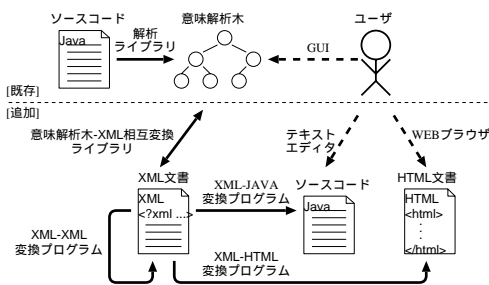 ソースコード
Java
解析
ライブラリ
意味解析木
GUI
ユーザ
[既存]
[追加]
意味解析木-XML相互変換
ライブラリ
テキスト
エディタ
WEBブラウザ
XML文書
XML
<?xml ...>
XML-JAVA
変換プログラム
ソースコード
Java
HTML文書
HTML
<html>
:
</html>
XML-XML
変換プログラム
XML-HTML
変換プログラム